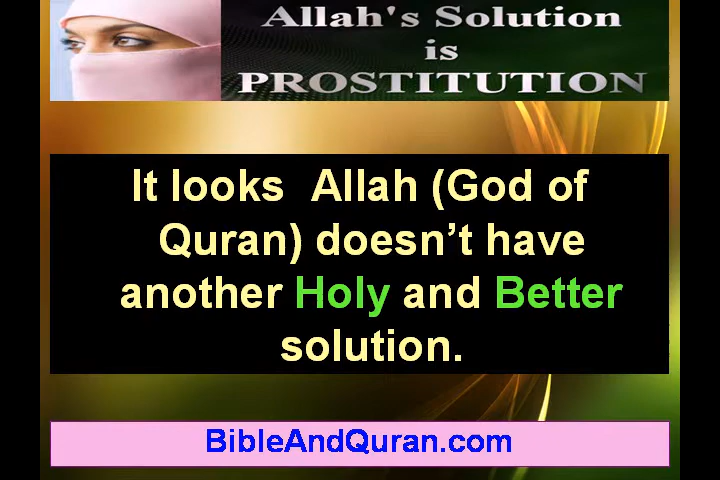 Allah's Solution
is
PROSTITUTION
It looks  Allah (God of
Quran) doesn't have
another Holy and Better
solution.
BibleAndQuran.com